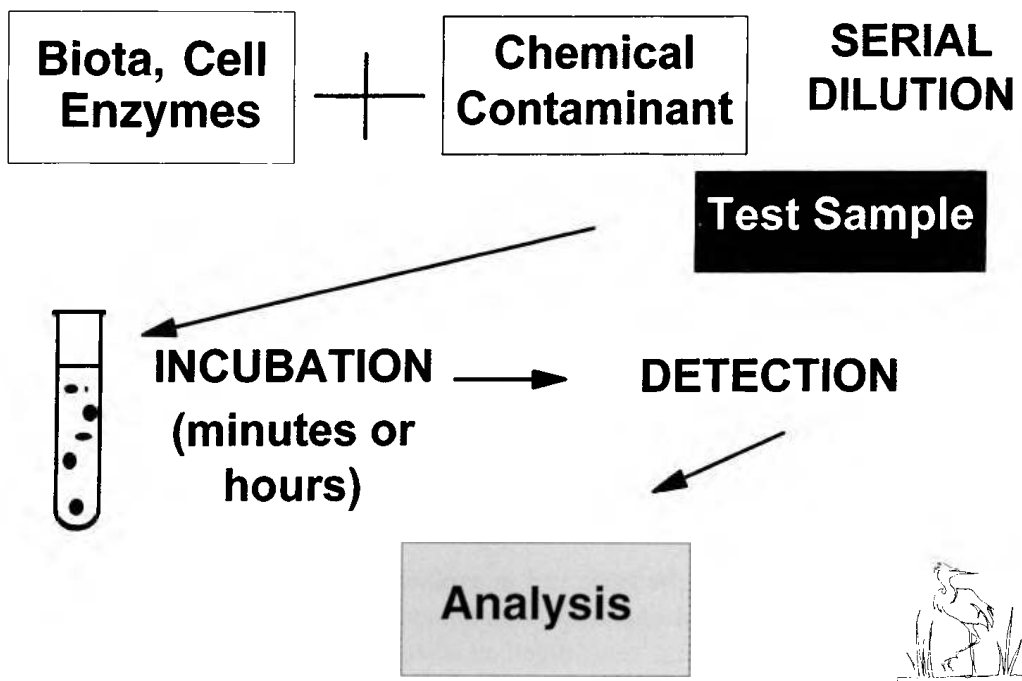 Biota, Cell
Enzymes
Chemical
Contaminant
SERIAL
DILUTION
Test Sample
INCUBATION
(minutes or
hours)
DETECTION
Analysis